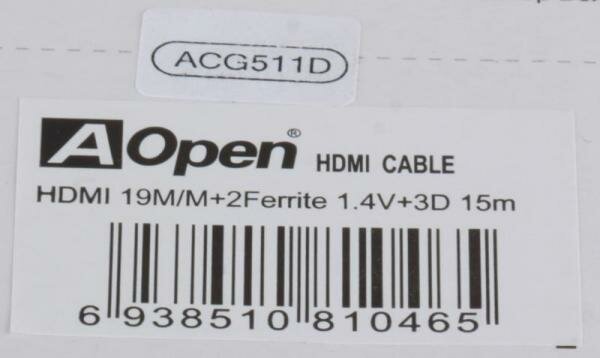 ACG511D
AOpen® HDMI CABLE
HDMI 19M/M+2Ferrite 1.4V+3D 15m
6 938510 810465